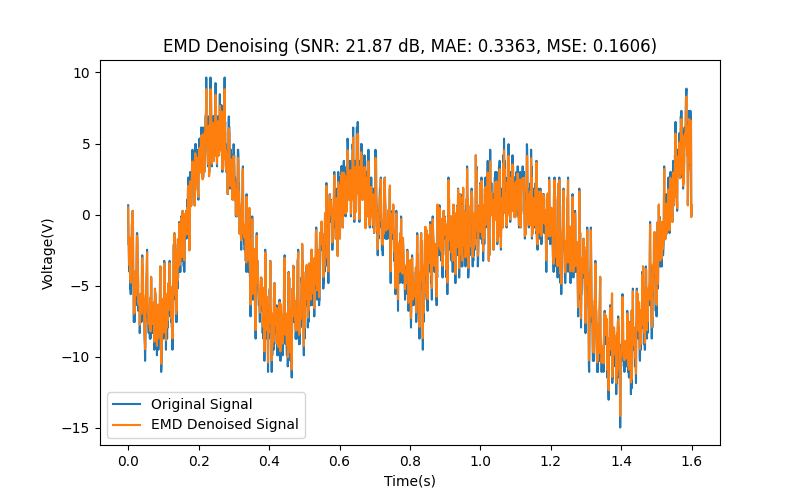 EMD Denoising (SNR: 21.87 dB, MAE: 0.3363, MSE: 0.1606)
10
5
0
−5
−10
−15
Voltage(V)
Original Signal
EMD Denoised Signal
0.0 0.2 0.4 0.6 0.8 1.0 1.2 1.4 1.6
Time(s)